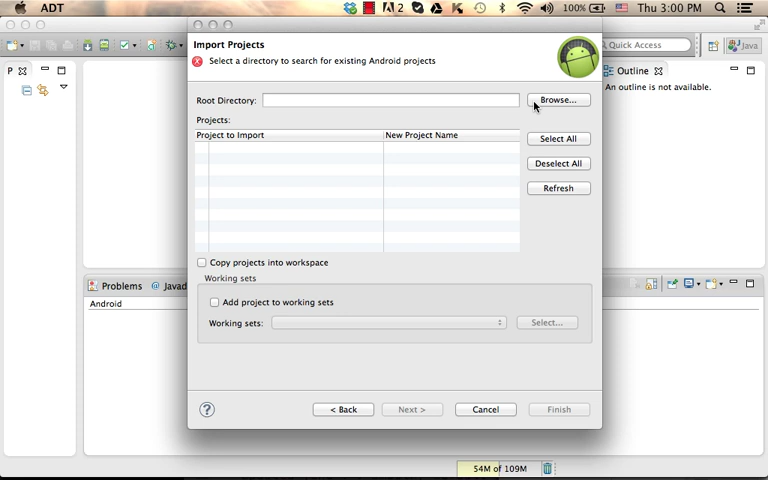 ADT
A 2
100%
Thu 3:00 PM
Quick Access
Java
P
Outline
An outline is not available.
Import Projects
Select a directory to search for existing Android projects
Root Directory:
Browse...
Projects:
Project to Import
New Project Name
Select All
Deselect All
Refresh
Copy projects into workspace
Working sets
Add project to working sets
Working sets:
Select...
Problems
@ Javad
Android
?
< Back
Next >
Cancel
Finish
54M of 109M